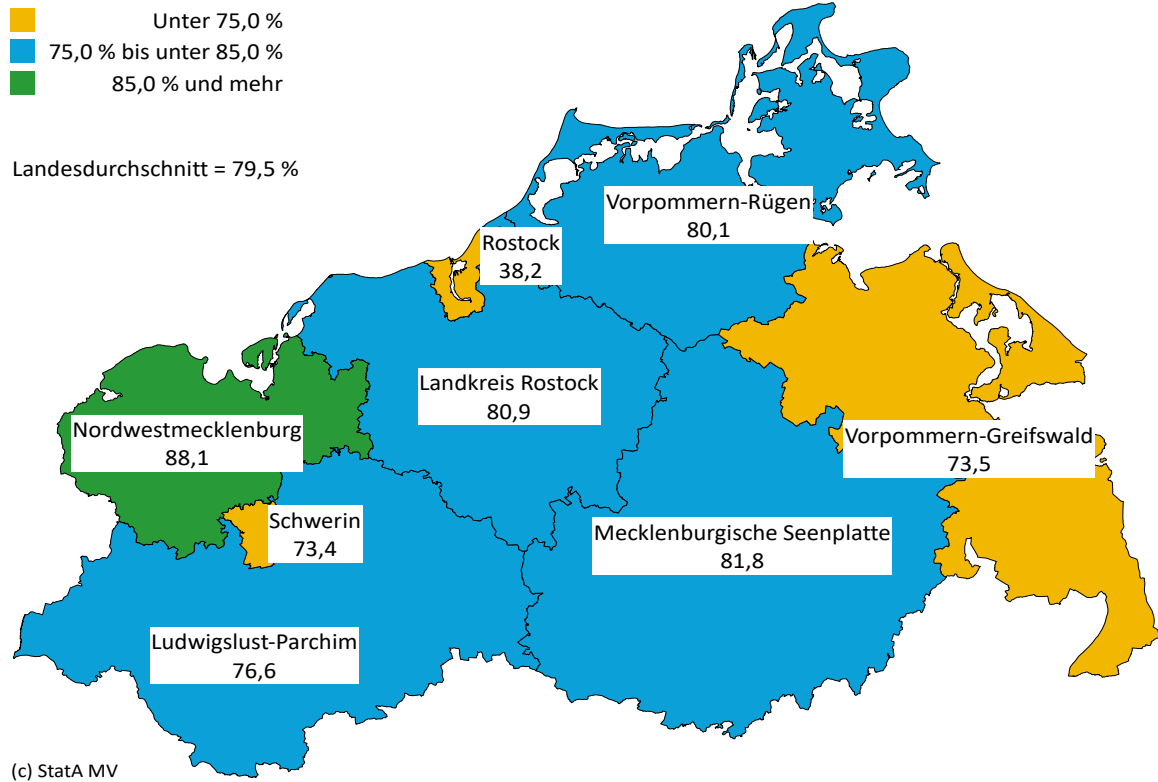 Unter 75,0 %
75,0 % bis unter 85,0 %
85,0 % und mehr
Landesdurchschnitt = 79,5 %
Vorpommern-Rügen
80,1
Rostock
38,2
Landkreis Rostock
80,9
Nordwestmecklenburg
88,1
Vorpommern-Greifswald
73,5
Schwerin
73,4
Mecklenburgische Seenplatte
81,8
Ludwigslust-Parchim
76,6
(c) StatA MV